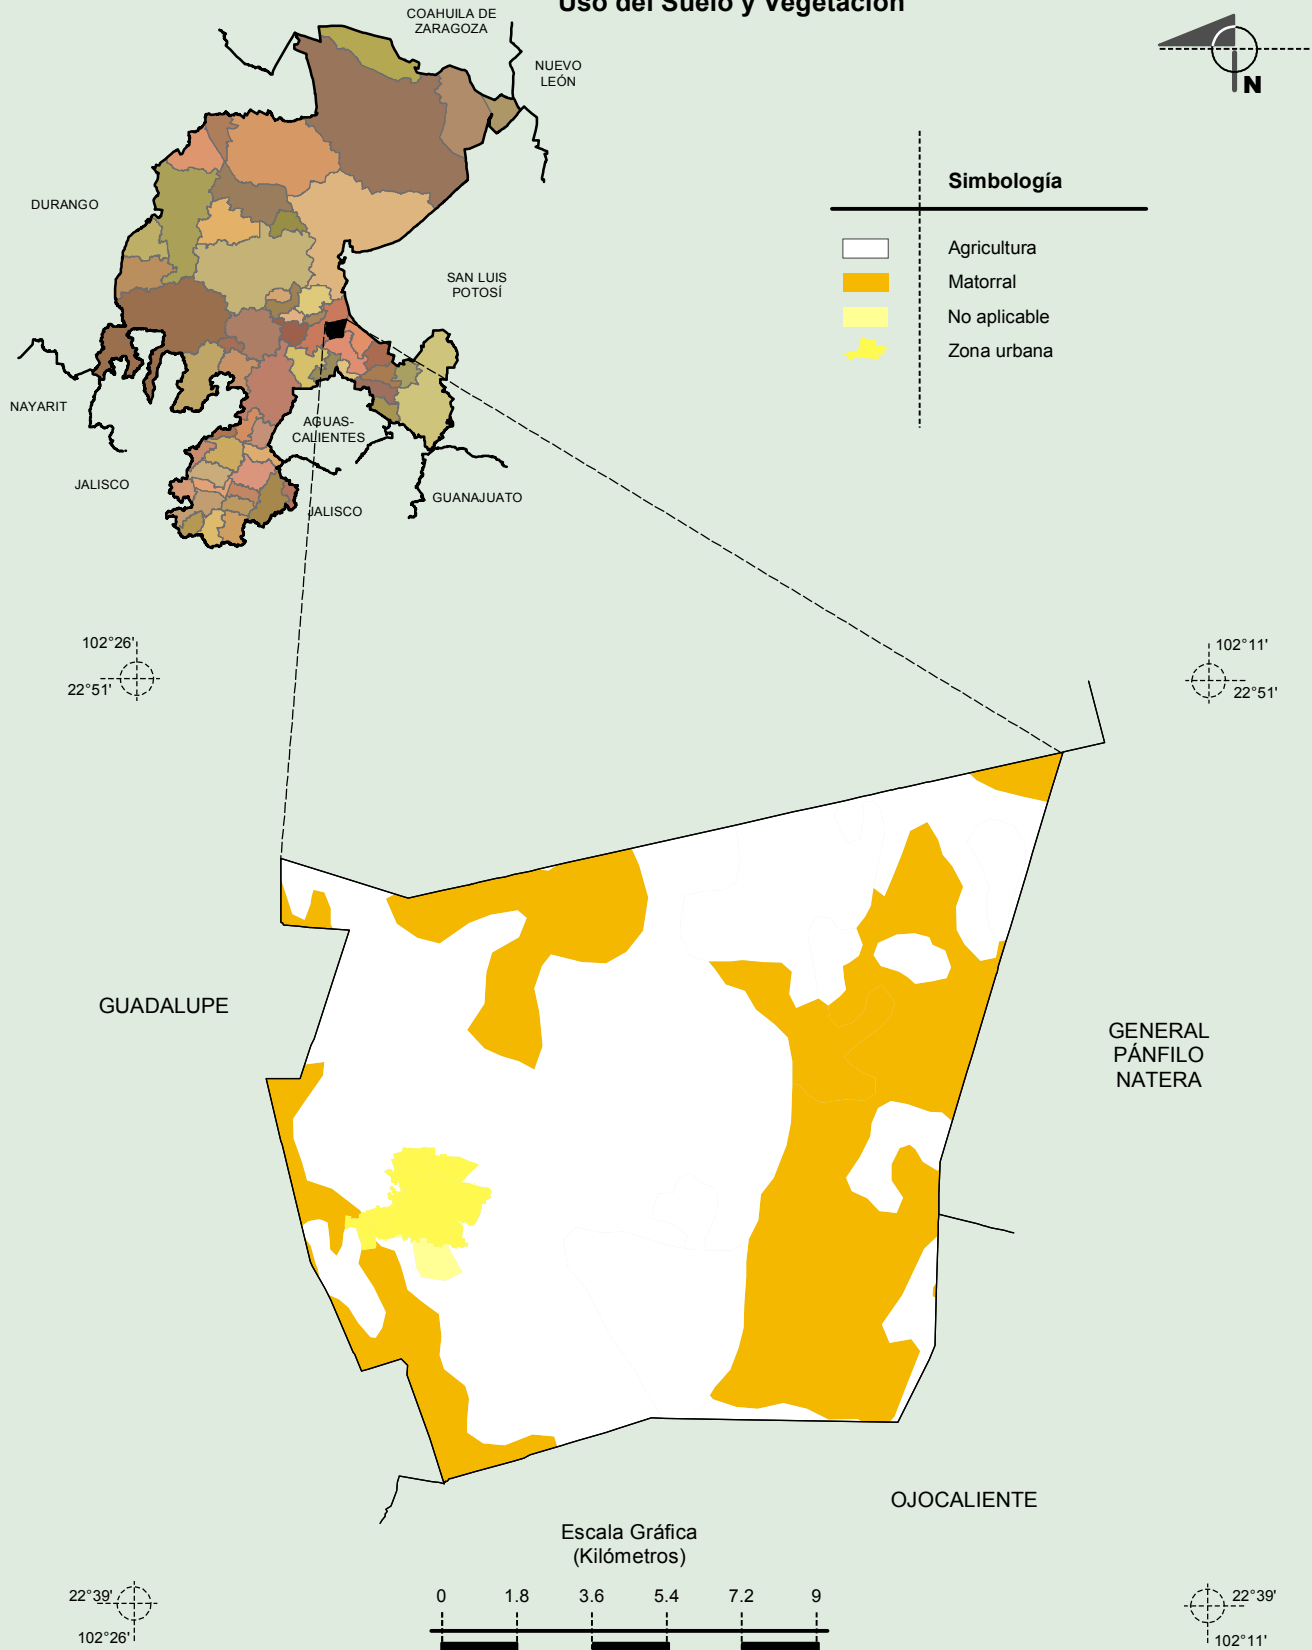 Uso del Suelo y Vegetación
COAHUILA DE
ZARAGOZA
NUEVO
LEÓN
N
Simbología
DURANGO
Agricultura
SAN LUIS
POTOSÍ
Matorral
No aplicable
Zona urbana
NAYARIT
AGUAS-
CALIENTES
JALISCO
GUANAJUATO
JALISCO
102°26'
22°51'
102°11'
22°51'
GUADALUPE
GENERAL
PÁNFILO
NATERA
OJOCALIENTE
Escala Gráfica
(Kilómetros)
0 1.8 3.6 5.4 7.2 9
22°39'
102°26'
22°39'
102°11'